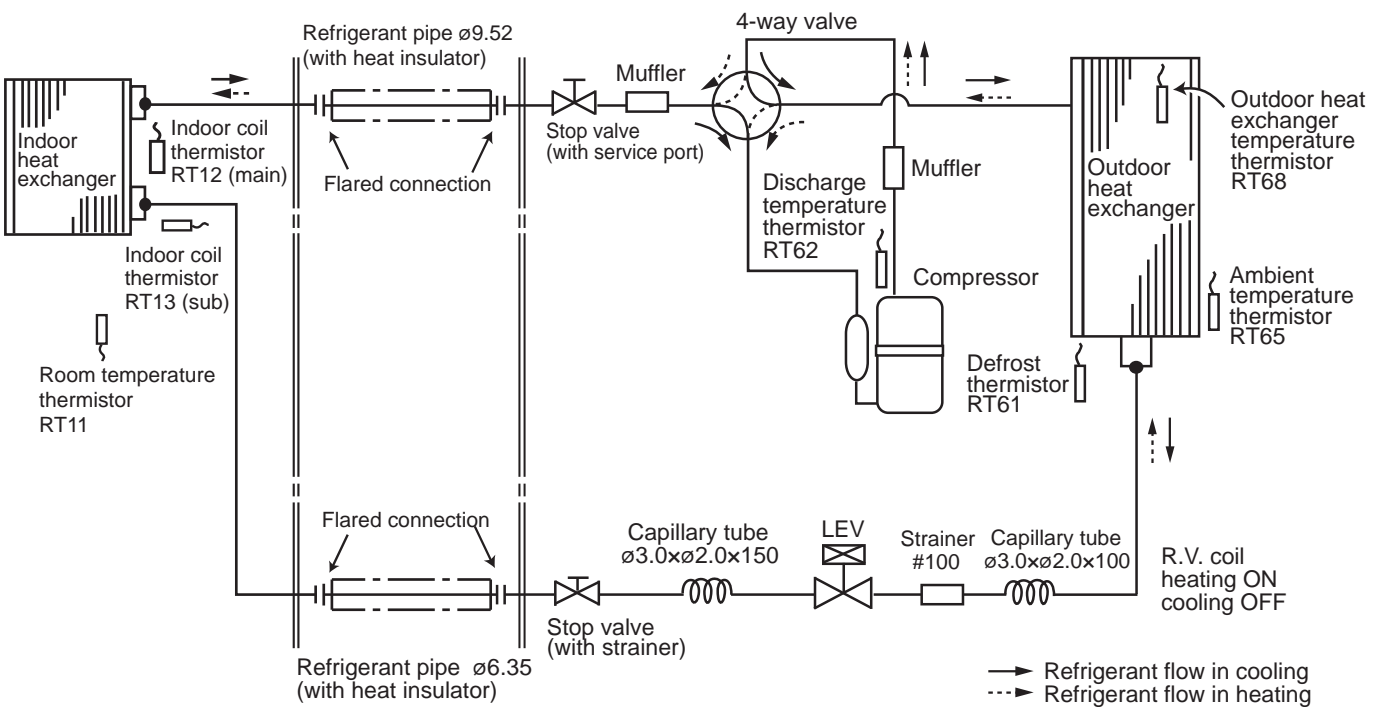 Refrigerant pipe ø9.52
(with heat insulator)
4-way valve
Muffler
Indoor
heat
exchanger
Indoor coil
thermistor
RT12 (main)
Flared connection
Stop valve
(with service port)
Discharge
temperature
thermistor
RT62
Muffler
Outdoor
heat
exchanger
Outdoor heat
exchanger
temperature
thermistor
RT68
Indoor coil
thermistor
RT13 (sub)
Compressor
Ambient
temperature
thermistor
RT65
Room temperature
thermistor
RT11
Defrost
thermistor
RT61
Flared connection
Capillary tube
ø3.0×ø2.0×150
LEV
Strainer
#100
Capillary tube
ø3.0×ø2.0×100
R.V. coil
heating ON
cooling OFF
Stop valve
(with strainer)
Refrigerant pipe ø6.35
(with heat insulator)
Refrigerant flow in cooling
Refrigerant flow in heating